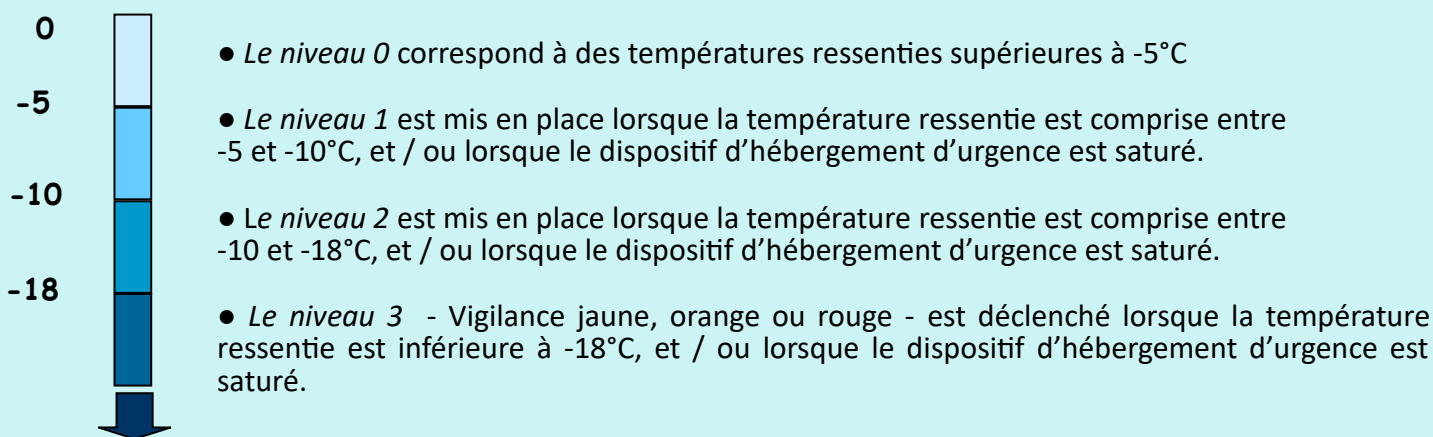 0
● Le niveau 0 correspond à des températures ressenties supérieures à -5°C
-5
● Le niveau 1 est mis en place lorsque la température ressentie est comprise entre
-5 et -10°C, et / ou lorsque le dispositif d’hébergement d’urgence est saturé.
-10
● Le niveau 2 est mis en place lorsque la température ressentie est comprise entre
-10 et -18°C, et / ou lorsque le dispositif d’hébergement d’urgence est saturé.
-18
● Le niveau 3 - Vigilance jaune, orange ou rouge - est déclenché lorsque la température
ressentie est inférieure à -18°C, et / ou lorsque le dispositif d’hébergement d’urgence est
saturé.